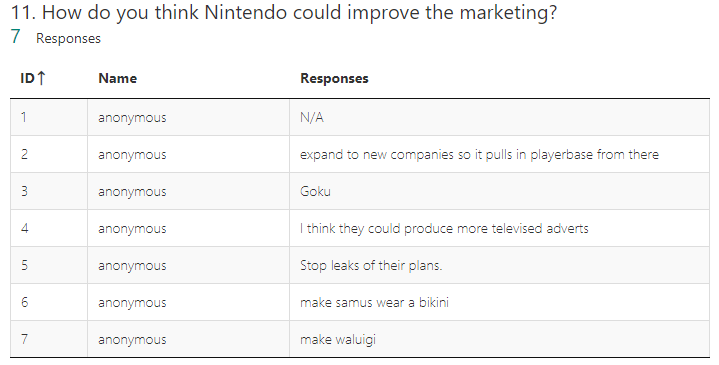 11. How do you think Nintendo could improve the marketing?
7 Responses
ID↑ Name Responses
1 anonymous N/A
2 anonymous expand to new companies so it pulls in playerbase from there
3 anonymous Goku
4 anonymous I think they could produce more televised adverts
5 anonymous Stop leaks of their plans.
6 anonymous make samus wear a bikini
7 anonymous make waluigi